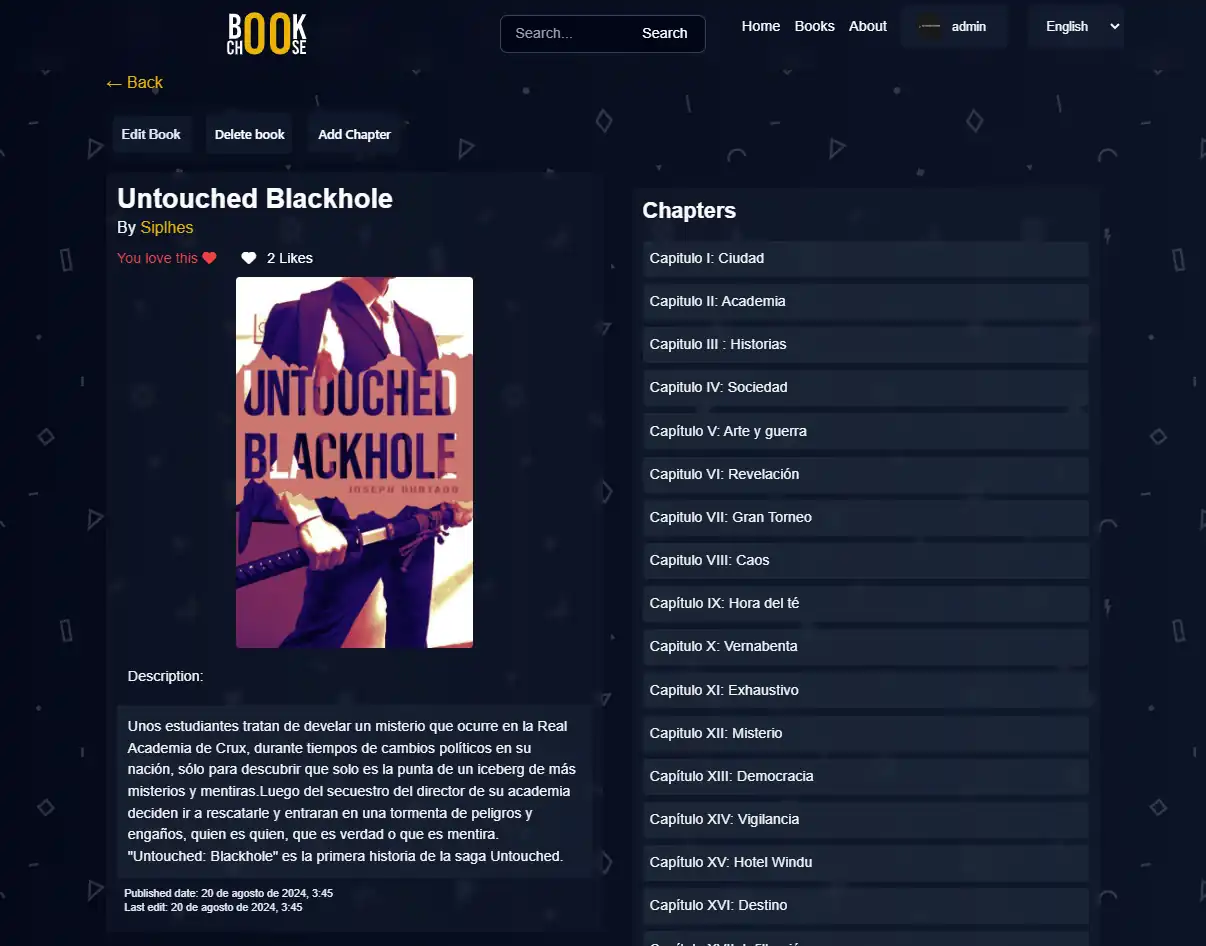 BOOK
CHOOSE
Search...
Search
Home
Books
About
admin
English
← Back
Edit Book
Delete book
Add Chapter
Untouched Blackhole
By Siplhes
You love this
2 Likes
UNTOUCHED
BLACKHOLE
JOSEPH HURTADO
Description:
Unos estudiantes tratan de develar un misterio que ocurre en la Real
Academia de Crux, durante tiempos de cambios políticos en su
nación, sólo para descubrir que solo es la punta de un iceberg de más
misterios y mentiras.Luego del secuestro del director de su academia
deciden ir a rescatarle y entraran en una tormenta de peligros y
engaños, quien es quien, que es verdad o que es mentira.
"Untouched: Blackhole" es la primera historia de la saga Untouched.
Published date: 20 de agosto de 2024, 3:45
Last edit: 20 de agosto de 2024, 3:45
Chapters
Capitulo I: Ciudad
Capitulo II: Academia
Capitulo III : Historias
Capitulo IV: Sociedad
Capítulo V: Arte y guerra
Capitulo VI: Revelación
Capitulo VII: Gran Torneo
Capitulo VIII: Caos
Capítulo IX: Hora del té
Capitulo X: Vernabenta
Capitulo XI: Exhaustivo
Capitulo XII: Misterio
Capítulo XIII: Democracia
Capítulo XIV: Vigilancia
Capítulo XV: Hotel Windu
Capítulo XVI: Destino